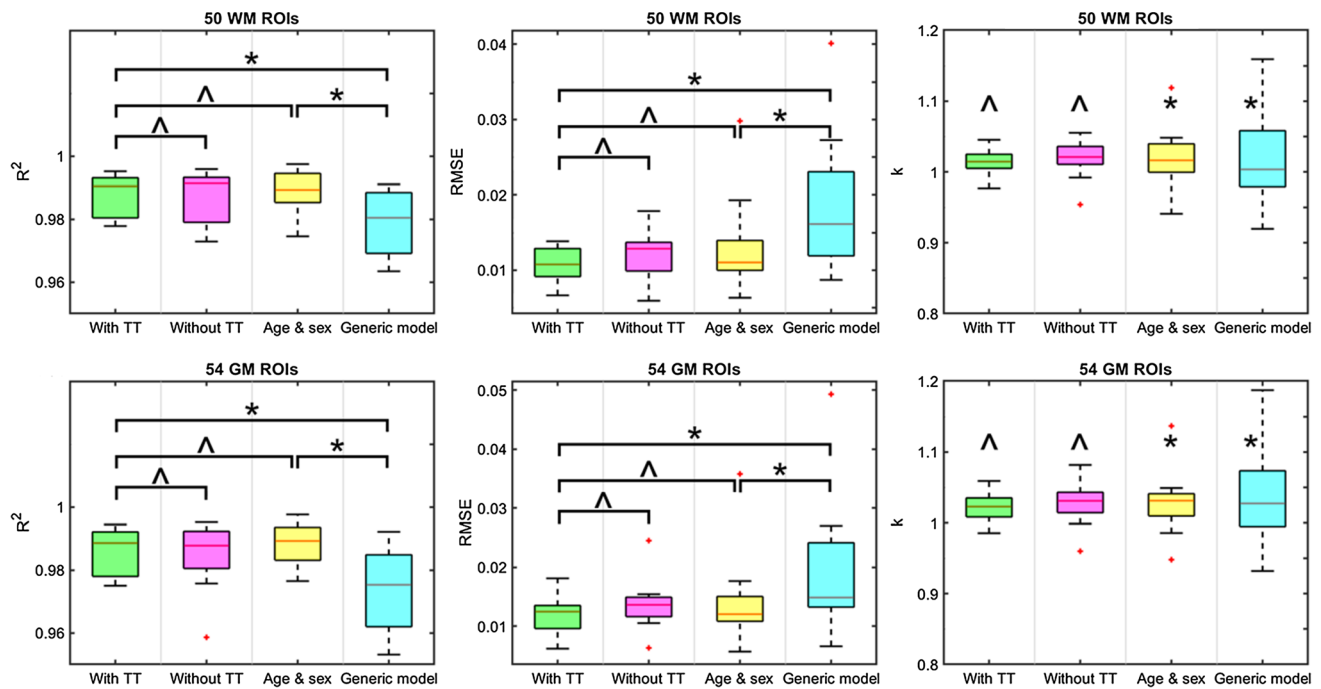 50 WM ROIs
50 WM ROIs
50 WM ROIs
R²
1
0.98
0.96
* ^ * ^
With TT Without TT Age & sex Generic model
RMSE
0.04
0.03
0.02
0.01
* ^ * ^
With TT Without TT Age & sex Generic model
k
1.2
1.1
1
0.9
0.8
^ ^ * *
With TT Without TT Age & sex Generic model
54 GM ROIs
54 GM ROIs
54 GM ROIs
R²
1
0.98
0.96
* ^ * ^
With TT Without TT Age & sex Generic model
RMSE
0.05
0.04
0.03
0.02
0.01
* ^ * ^
With TT Without TT Age & sex Generic model
k
1.2
1.1
1
0.9
0.8
^ ^ * *
With TT Without TT Age & sex Generic model